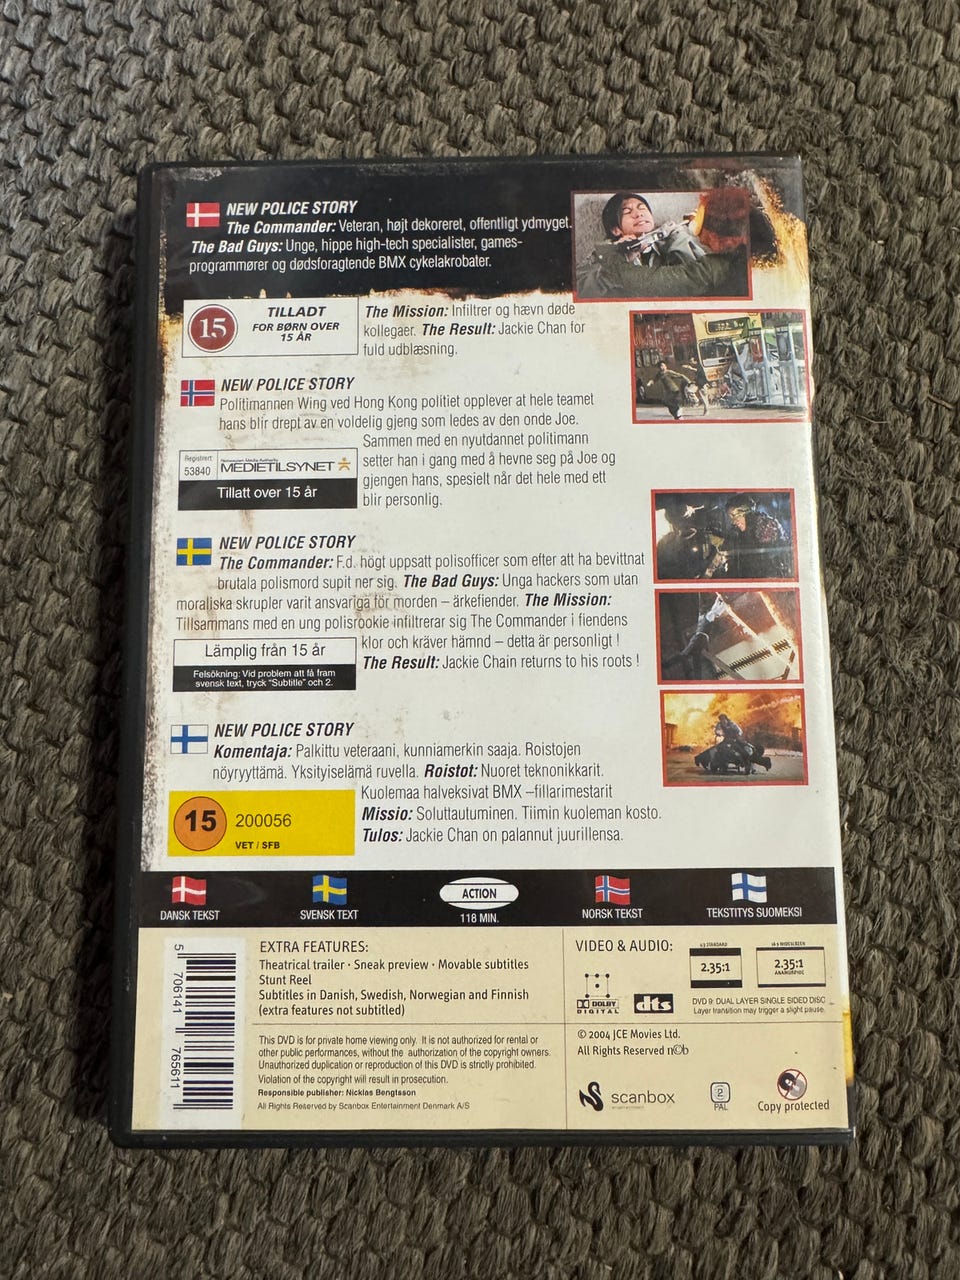 NEW POLICE STORY
The Commander: Veteran, højt dekoreret, offentligt ydmyget.
The Bad Guys: Unge, hippe high-tech specialister, games-
programmører og dødsforagtende BMX cykelakrobater.
15
TILLADT
FOR BØRN OVER
15 ÅR
The Mission: Infiltrer og hævn døde
kollegaer. The Result: Jackie Chan for
fuld udblæsning.
NEW POLICE STORY
Politimannen Wing ved Hong Kong politiet opplever at hele teamet
hans blir drept av en voldelig gjeng som ledes av den onde Joe.
Sammen med en nyutdannet politimann
setter han i gang med å hevne seg på Joe og
gjengen hans, spesielt når det hele med ett
blir personlig.
Registrert
53840
Norwegian Media Authority
MEDIETILSYNET
Tillatt over 15 år
NEW POLICE STORY
The Commander: F.d. högt uppsatt polisofficer som efter att ha bevittnat
brutala polismord supit ner sig. The Bad Guys: Unga hackers som utan
moraliska skrupler varit ansvariga för morden – ärkefiender. The Mission:
Tillsammans med en ung polisrookie infiltrerar sig The Commander i fiendens
klor och kräver hämnd – detta är personligt !
The Result: Jackie Chain returns to his roots !
Lämplig från 15 år
Felsökning: Vid problem att få fram
svensk text, tryck "Subtitle" och 2.
NEW POLICE STORY
Komentaja: Palkittu veteraani, kunniamerkin saaja. Roistojen
nöyryyttämä. Yksityiselämä ruvella. Roistot: Nuoret teknonikkarit.
Kuolemaa halveksivat BMX –fillarimestarit
Missio: Soluttautuminen. Tiimin kuoleman kosto.
Tulos: Jackie Chan on palannut juurillensa.
15
200056
VET / SFB
DANSK TEKST
SVENSK TEXT
ACTION
118 MIN.
NORSK TEKST
TEKSTITYS SUOMEKSI
5 706141 765611
EXTRA FEATURES:
Theatrical trailer · Sneak preview · Movable subtitles
Stunt Reel
Subtitles in Danish, Swedish, Norwegian and Finnish
(extra features not subtitled)
VIDEO & AUDIO:
4:3 STANDARD
2.35:1
16:9 WIDESCREEN
2.35:1
ANAMORPHIC
DOLBY
DIGITAL
dts
DVD 9: DUAL LAYER SINGLE SIDED DISC
Layer transition may trigger a slight pause.
This DVD is for private home viewing only. It is not authorized for rental or
other public performances, without the authorization of the copyright owners.
Unauthorized duplication or reproduction of this DVD is strictly prohibited.
Violation of the copyright will result in prosecution.
Responsible publisher: Nicklas Bengtsson
All Rights Reserved by Scanbox Entertainment Denmark A/S
© 2004 JCE Movies Ltd.
All Rights Reserved n©b
scanbox
entertainment
2
PAL
Copy protected